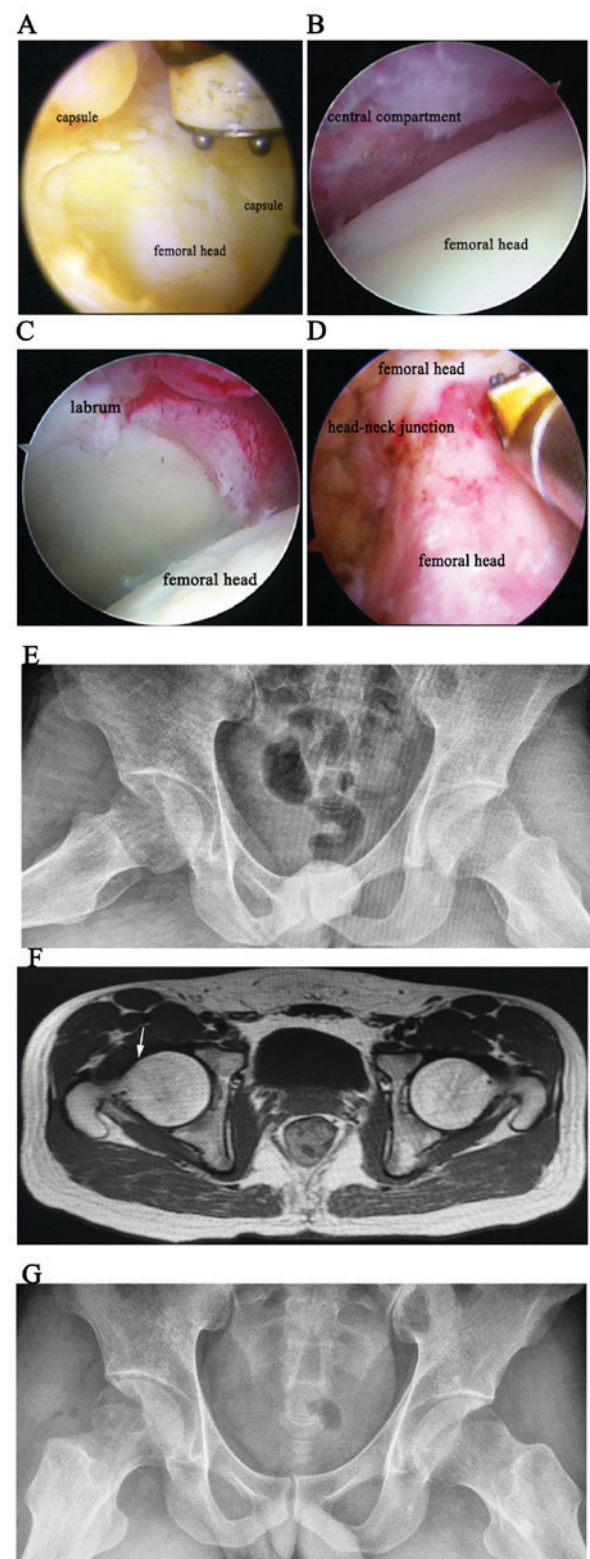 A
B
capsule
central compartment
capsule
femoral head
femoral head
C
D
femoral head
labrum
head-neck junction
femoral head
femoral head
E
F
G